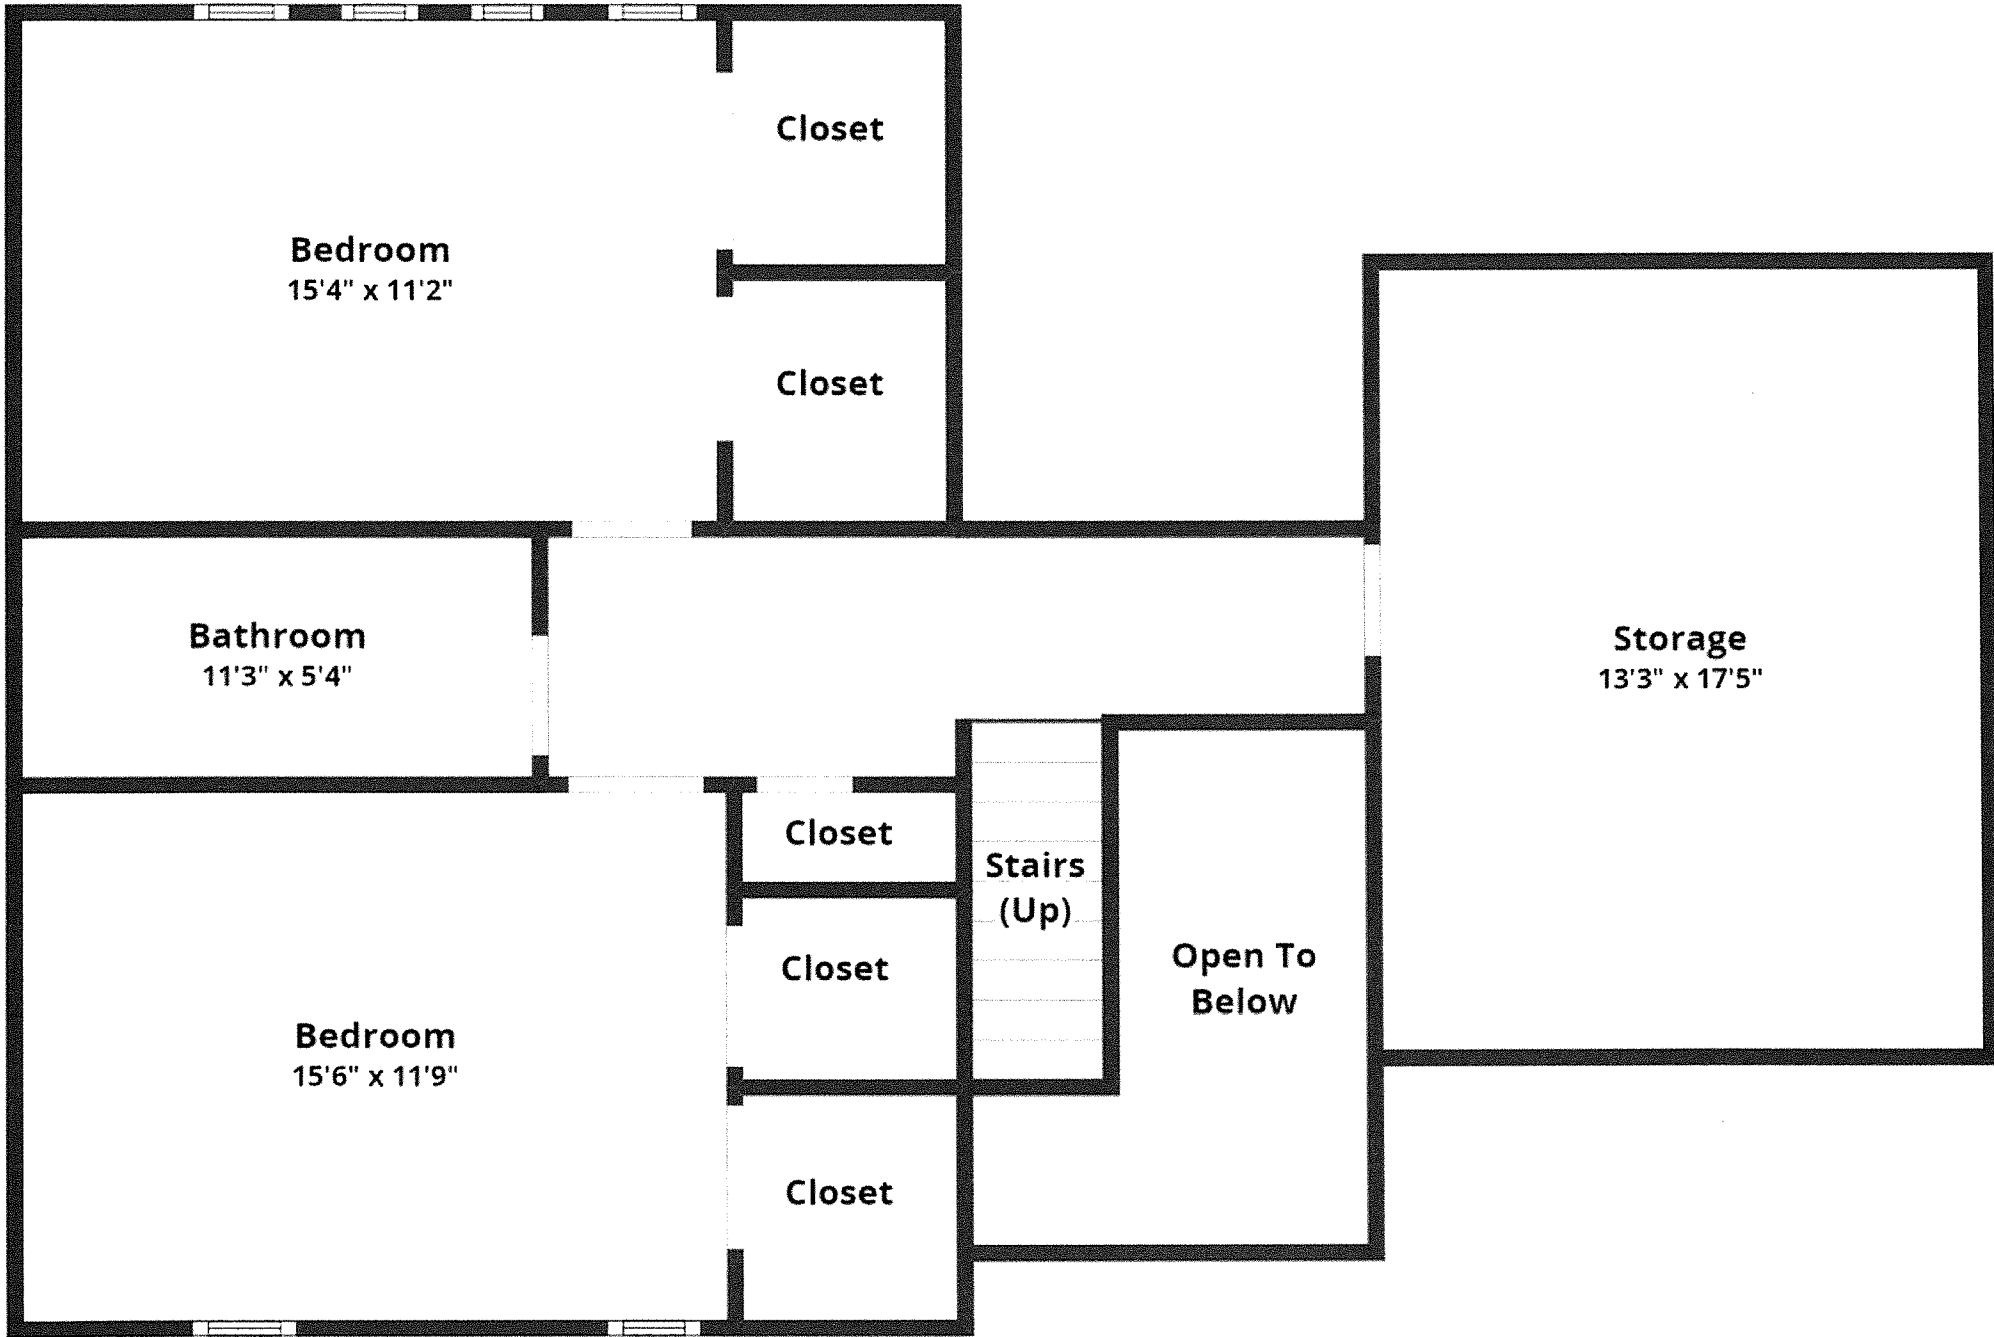 Closet
Bedroom
15'4" x 11'2"
Closet
Bathroom
11'3" x 5'4"
Storage
13'3" x 17'5"
Closet
Stairs
(Up)
Closet
Open To
Below
Bedroom
15'6" x 11'9"
Closet